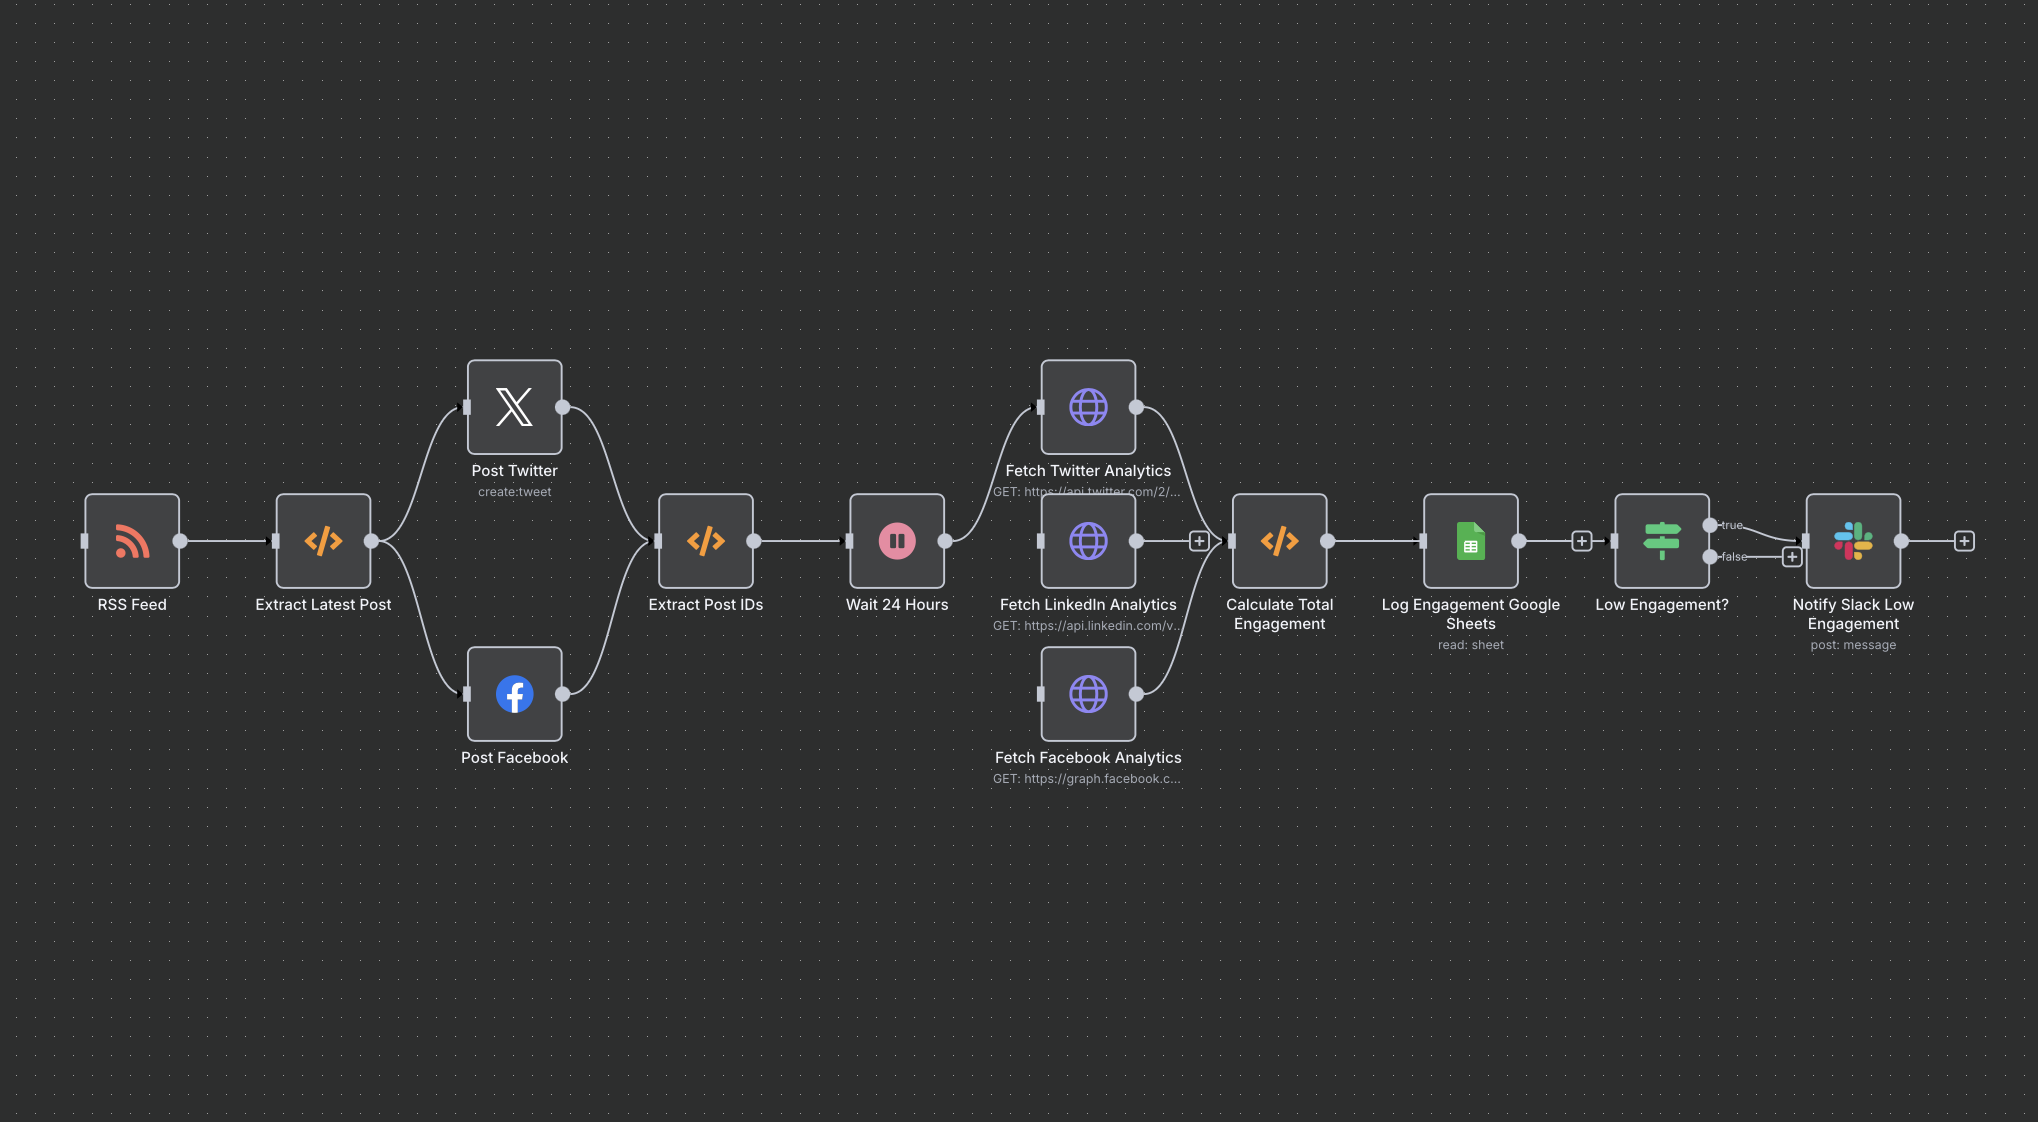 RSS Feed
Extract Latest Post
Post Twitter
create:tweet
Post Facebook
Extract Post IDs
Wait 24 Hours
Fetch Twitter Analytics
GET: https://api.twitter.com/2/...
Fetch LinkedIn Analytics
GET: https://api.linkedin.com/v...
Fetch Facebook Analytics
GET: https://graph.facebook.c...
Calculate Total
Engagement
Log Engagement Google
Sheets
read: sheet
Low Engagement?
true
false
Notify Slack Low
Engagement
post: message